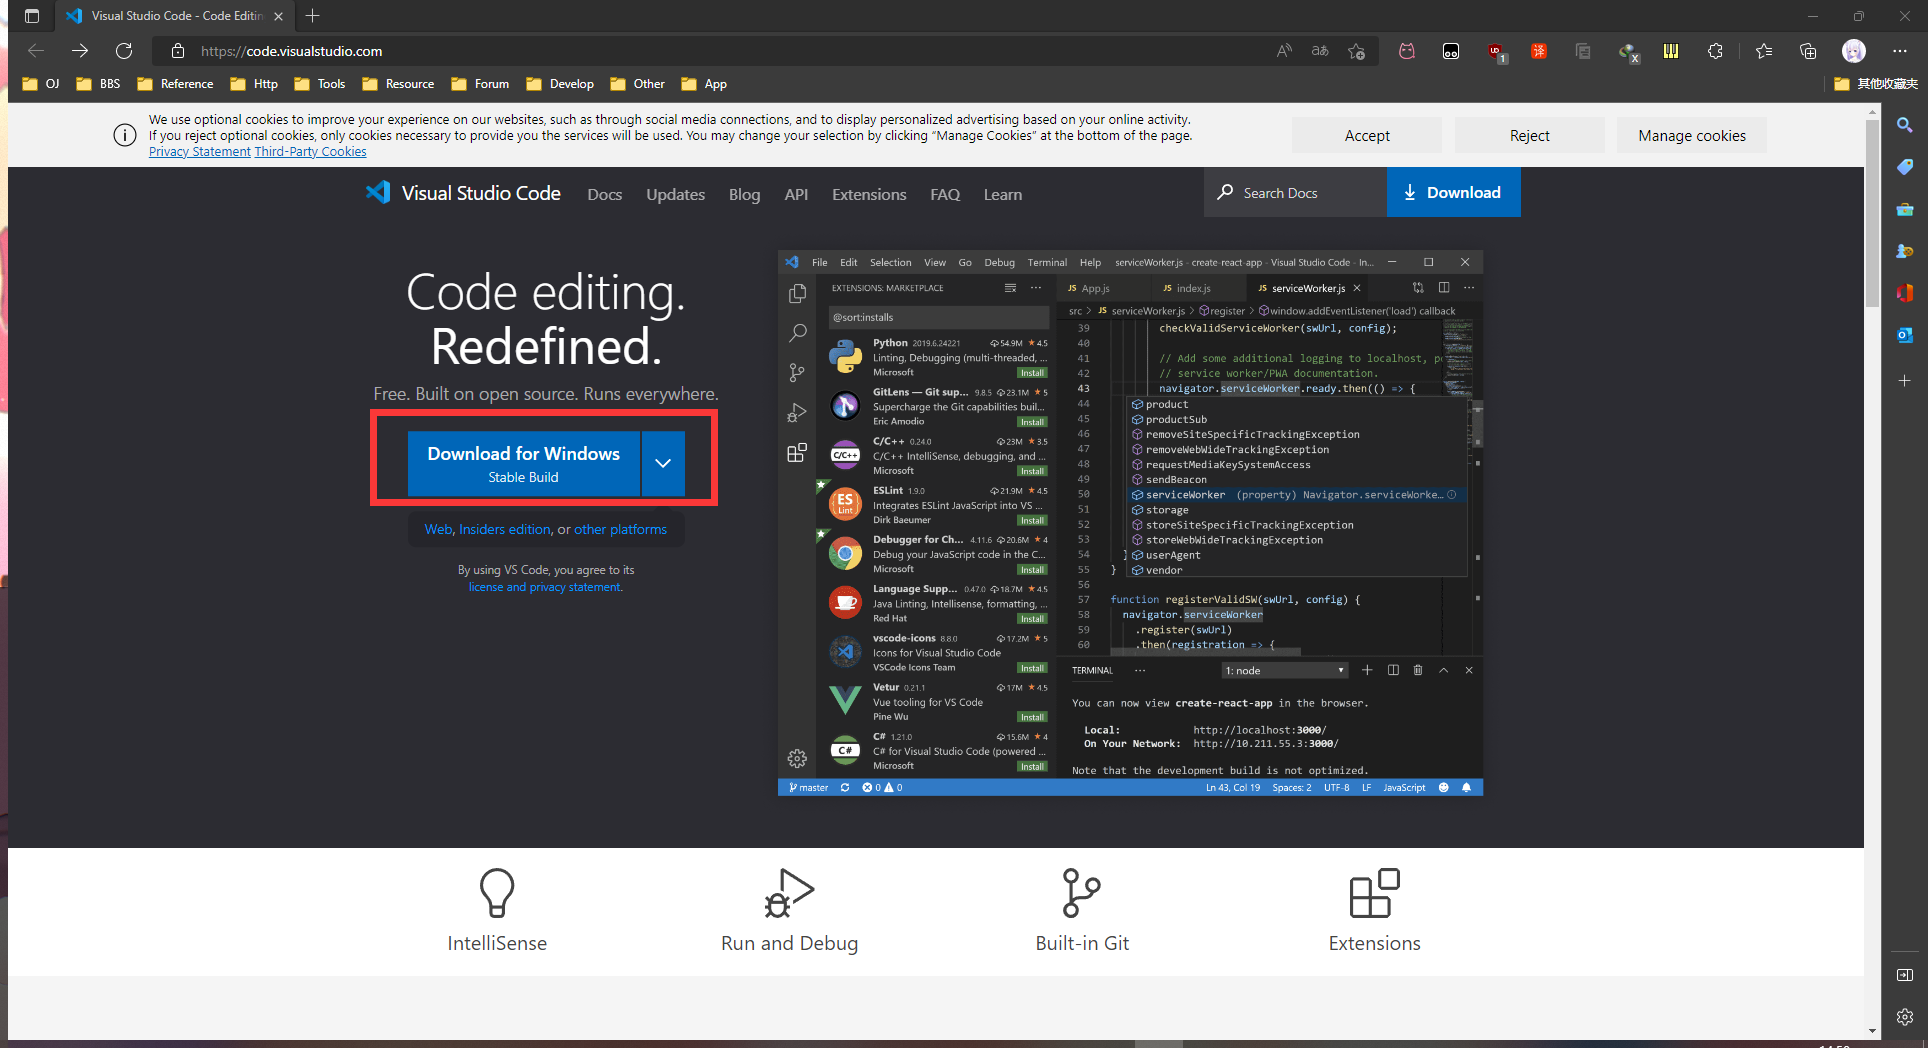 Visual Studio Code - Code Editin
https://code.visualstudio.com
OJ
BBS
Reference
Http
Tools
Resource
Forum
Develop
Other
App
其他收藏夹
We use optional cookies to improve your experience on our websites, such as through social media connections, and to display personalized advertising based on your online activity.
If you reject optional cookies, only cookies necessary to provide you the services will be used. You may change your selection by clicking “Manage Cookies” at the bottom of the page.
Privacy Statement Third-Party Cookies
Accept
Reject
Manage cookies
Visual Studio Code
Docs
Updates
Blog
API
Extensions
FAQ
Learn
Search Docs
Download
Code editing.
Redefined.
Free. Built on open source. Runs everywhere.
Download for Windows
Stable Build
Web, Insiders edition, or other platforms
By using VS Code, you agree to its
license and privacy statement.
File Edit Selection View Go Debug Terminal Help serviceWorker.js - create-react-app - Visual Studio Code - In...
EXTENSIONS: MARKETPLACE
@sort:installs
Python 2019.6.24221 54.9M 4.5
Linting, Debugging (multi-threaded, ...
Microsoft Install
GitLens — Git sup... 9.8.5 23.1M 5
Supercharge the Git capabilities buil...
Eric Amodio Install
C/C++ 0.24.0 23M 3.5
C/C++ IntelliSense, debugging, and ...
Microsoft Install
ESLint 1.9.0 21.9M 4.5
Integrates ESLint JavaScript into VS ...
Dirk Baeumer Install
Debugger for Ch... 4.11.6 20.6M 4
Debug your JavaScript code in the C...
Microsoft Install
Language Supp... 0.47.0 18.7M 4.5
Java Linting, Intellisense, formatting, ...
Red Hat Install
vscode-icons 8.8.0 17.2M 5
Icons for Visual Studio Code
VSCode Icons Team Install
Vetur 0.21.1 17M 4.5
Vue tooling for VS Code
Pine Wu Install
C# 1.21.0 15.6M 4
C# for Visual Studio Code (powered ...
Microsoft Install
JS App.js
JS index.js
JS serviceWorker.js
src > JS serviceWorker.js > register > window.addEventListener('load') callback
39 checkValidServiceWorker(swUrl, config);
40
41 // Add some additional logging to localhost, p
42 // service worker/PWA documentation.
43 navigator.serviceWorker.ready.then(() => {
44 product
45 productSub
46 removeSiteSpecificTrackingException
47 removeWebWideTrackingException
48 requestMediaKeySystemAccess
49 sendBeacon
50 serviceWorker (property) Navigator.serviceWorke...
51 storage
52 storeSiteSpecificTrackingException
53 storeWebWideTrackingException
54 } userAgent
55 } vendor
56
57 function registerValidSW(swUrl, config) {
58 navigator.serviceWorker
59 .register(swUrl)
60 .then(registration => {
TERMINAL ... 1: node
You can now view create-react-app in the browser.
Local: http://localhost:3000/
On Your Network: http://10.211.55.3:3000/
Note that the development build is not optimized.
master 0 0 Ln 43, Col 19 Spaces: 2 UTF-8 LF JavaScript
IntelliSense
Run and Debug
Built-in Git
Extensions